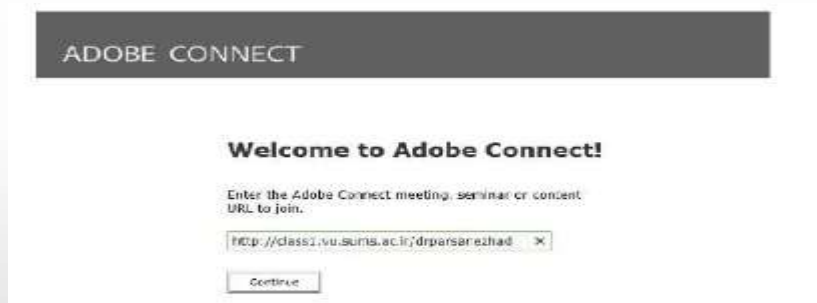 ADOBE CONNECT
Welcome to Adobe Connect!
Enter the Adobe Connect meeting, seminar or content
URL to join.
http://class1.vu.sums.ac.ir/drparsanezhad ×
Continue